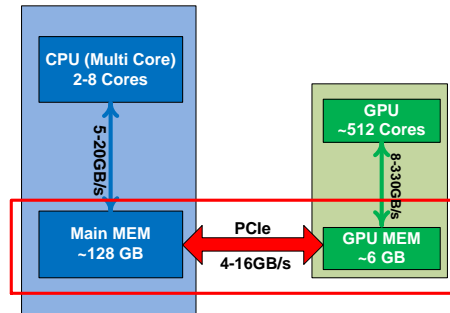 CPU (Multi Core)
2-8 Cores
5-20GB/s
Main MEM
~128 GB
PCIe
4-16GB/s
GPU
~512 Cores
8-330GB/s
GPU MEM
~6 GB